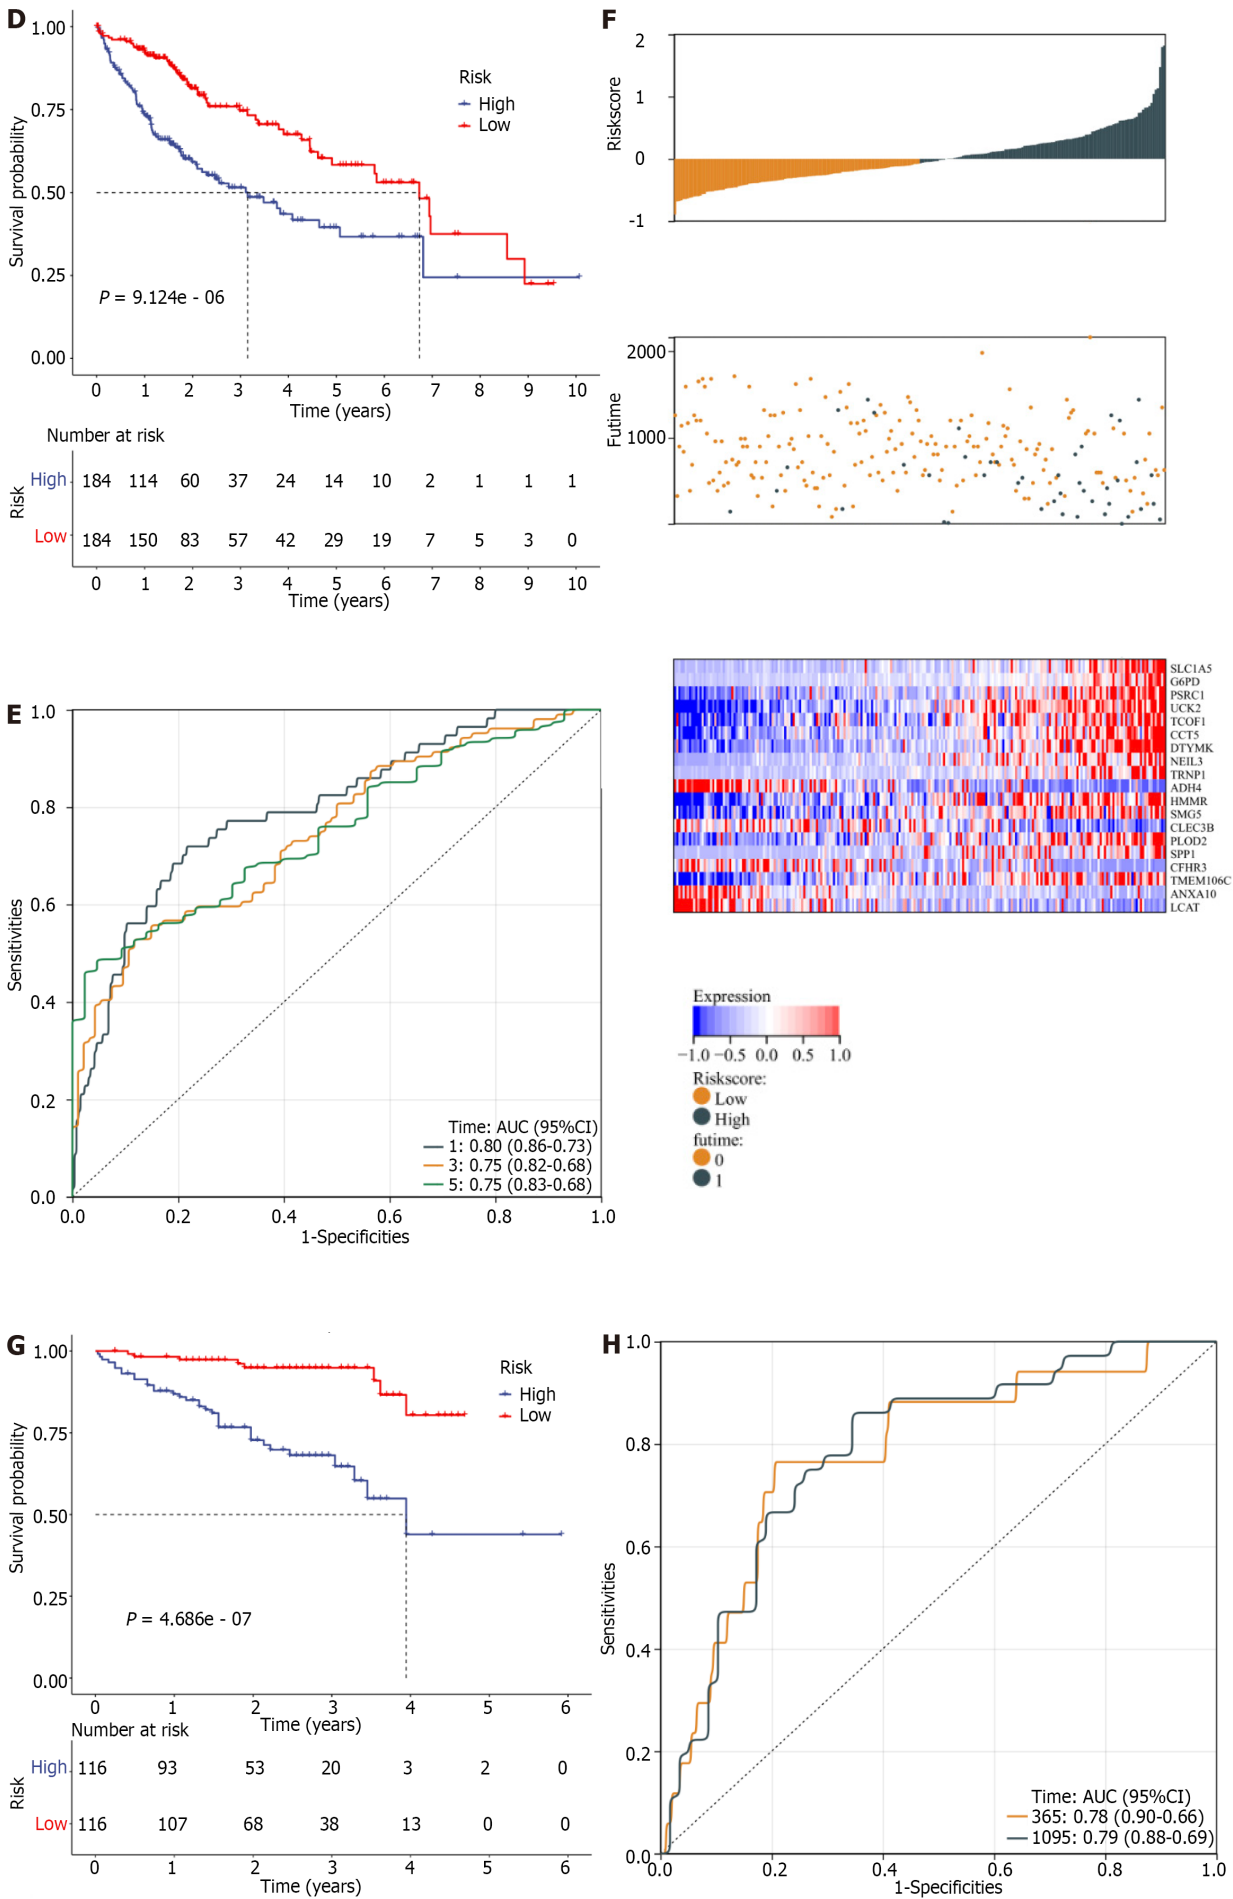 D
1.00
0.75
0.50
0.25
0.00
Survival probability
Risk
High
Low
P = 9.124e - 06
0 1 2 3 4 5 6 7 8 9 10
Time (years)
Number at risk
Risk
High 184 114 60 37 24 14 10 2 1 1 1
Low 184 150 83 57 42 29 19 7 5 3 0
0 1 2 3 4 5 6 7 8 9 10
Time (years)
F
2
1
0
-1
Riskscore
2000
1000
Futime
SLC1A5
G6PD
PSRC1
UCK2
TCOF1
CCT5
DTYMK
NEIL3
TRNP1
ADH4
HMMR
SMG5
CLEC3B
PLOD2
SPP1
CFHR3
TMEM106C
ANXA10
LCAT
Expression
−1.0 −0.5 0.0 0.5 1.0
Riskscore:
Low
High
futime:
0
1
E
1.0
0.8
0.6
0.4
0.2
0.0
Sensitivities
Time: AUC (95%CI)
1: 0.80 (0.86-0.73)
3: 0.75 (0.82-0.68)
5: 0.75 (0.83-0.68)
0.0 0.2 0.4 0.6 0.8 1.0
1-Specificities
G
1.00
0.75
0.50
0.25
0.00
Survival probability
Risk
High
Low
P = 4.686e - 07
0 1 2 3 4 5 6
Time (years)
Number at risk
Risk
High 116 93 53 20 3 2 0
Low 116 107 68 38 13 0 0
0 1 2 3 4 5 6
Time (years)
H
1.0
0.8
0.6
0.4
0.2
0.0
Sensitivities
Time: AUC (95%CI)
365: 0.78 (0.90-0.66)
1095: 0.79 (0.88-0.69)
0.0 0.2 0.4 0.6 0.8 1.0
1-Specificities